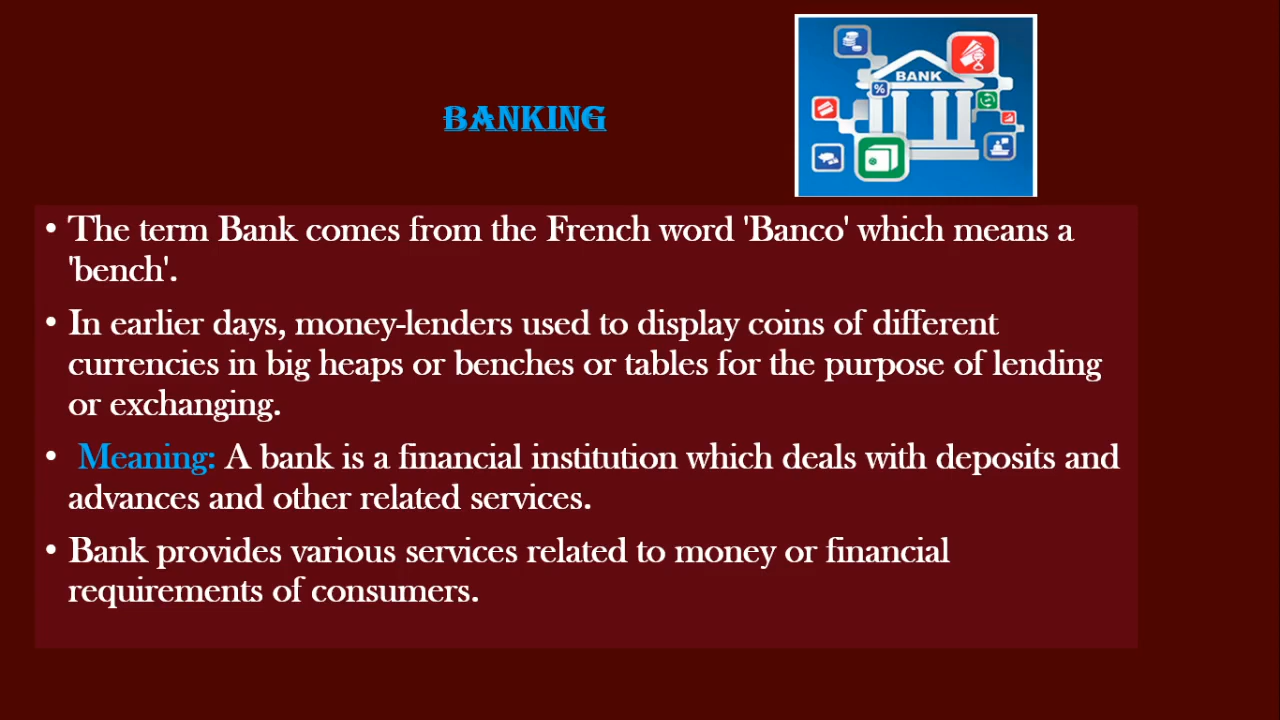 BANK
%
BANKING
• The term Bank comes from the French word 'Banco' which means a
'bench'.
• In earlier days, money-lenders used to display coins of different
currencies in big heaps or benches or tables for the purpose of lending
or exchanging.
• Meaning: A bank is a financial institution which deals with deposits and
advances and other related services.
• Bank provides various services related to money or financial
requirements of consumers.